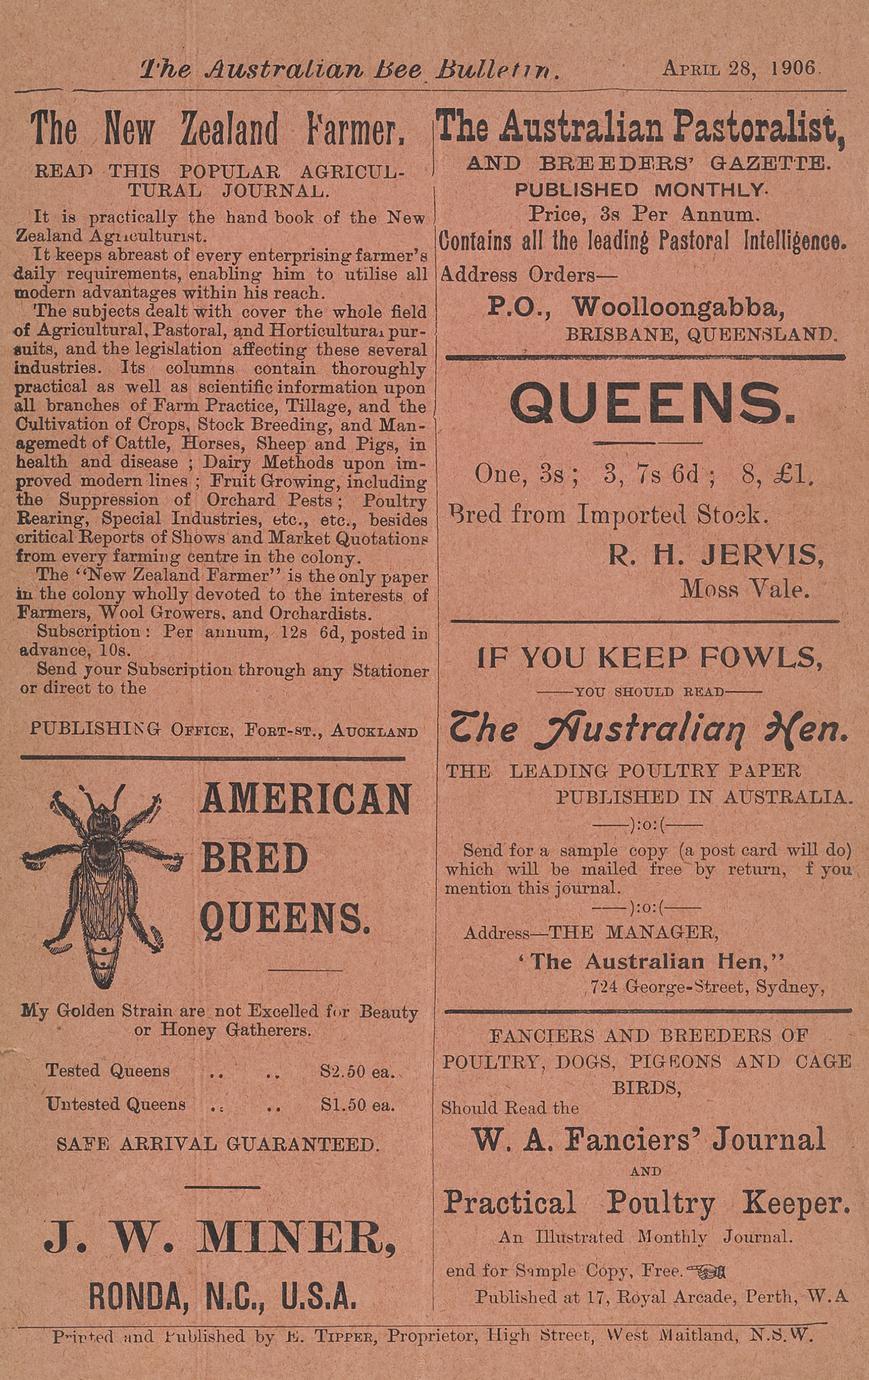 The Australian Bee Bulletin. APRIL 28, 1906.
The New Zealand Farmer.
READ THIS POPULAR AGRICUL-
TURAL JOURNAL.
It is practically the hand book of the New
Zealand Agriculturist.
It keeps abreast of every enterprising farmer's
daily requirements, enabling him to utilise all
modern advantages within his reach.
The subjects dealt with cover the whole field
of Agricultural, Pastoral, and Horticultural pur-
suits, and the legislation affecting these several
industries. Its columns contain thoroughly
practical as well as scientific information upon
all branches of Farm Practice, Tillage, and the
Cultivation of Crops, Stock Breeding, and Man-
agemedt of Cattle, Horses, Sheep and Pigs, in
health and disease ; Dairy Methods upon im-
proved modern lines ; Fruit Growing, including
the Suppression of Orchard Pests ; Poultry
Rearing, Special Industries, etc., etc., besides
critical Reports of Shows and Market Quotations
from every farming centre in the colony.
The "New Zealand Farmer" is the only paper
in the colony wholly devoted to the interests of
Farmers, Wool Growers, and Orchardists.
Subscription : Per annum, 12s 6d, posted in
advance, 10s.
Send your Subscription through any Stationer
or direct to the
PUBLISHING OFFICE, FORT-ST., AUCKLAND
AMERICAN
BRED
QUEENS.
My Golden Strain are not Excelled for Beauty
or Honey Gatherers.
Tested Queens .. .. $2.50 ea.
Untested Queens .. .. $1.50 ea.
SAFE ARRIVAL GUARANTEED.
J. W. MINER,
RONDA, N.C., U.S.A.
The Australian Pastoralist,
AND BREEDERS' GAZETTE.
PUBLISHED MONTHLY.
Price, 3s Per Annum.
Contains all the leading Pastoral Intelligence.
Address Orders—
P.O., Woolloongabba,
BRISBANE, QUEENSLAND.
QUEENS.
One, 3s ; 3, 7s 6d ; 8, £1.
Bred from Imported Stock.
R. H. JERVIS,
Moss Vale.
IF YOU KEEP FOWLS,
——YOU SHOULD READ——
The Australian Hen.
THE LEADING POULTRY PAPER
PUBLISHED IN AUSTRALIA.
——):o:(——
Send for a sample copy (a post card will do)
which will be mailed free by return, f you
mention this journal.
——):o:(——
Address—THE MANAGER,
'The Australian Hen,"
724 George-Street, Sydney,
FANCIERS AND BREEDERS OF
POULTRY, DOGS, PIGEONS AND CAGE
BIRDS,
Should Read the
W. A. Fanciers' Journal
AND
Practical Poultry Keeper.
An Illustrated Monthly Journal.
end for Sample Copy, Free.
Published at 17, Royal Arcade, Perth, W.A
Printed and Published by E. TIPPER, Proprietor, High Street, West Maitland, N.S.W.